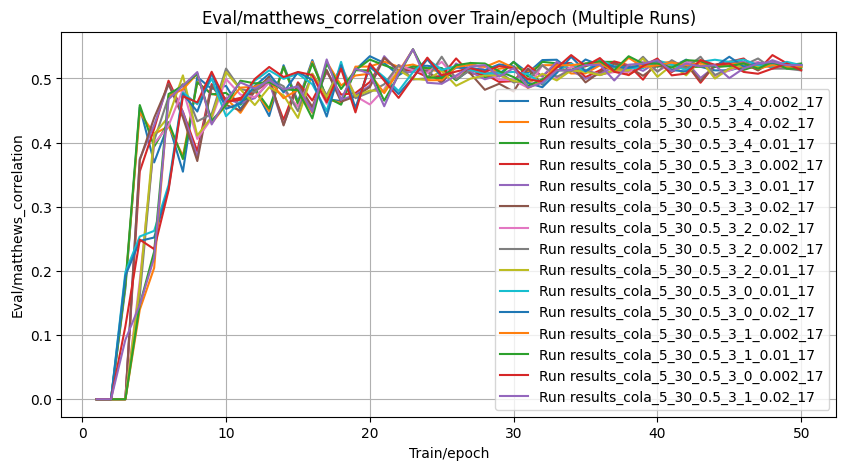 Eval/matthews_correlation over Train/epoch (Multiple Runs)
Eval/matthews_correlation
0.5
0.4
0.3
0.2
0.1
0.0
Run results_cola_5_30_0.5_3_4_0.002_17
Run results_cola_5_30_0.5_3_4_0.02_17
Run results_cola_5_30_0.5_3_4_0.01_17
Run results_cola_5_30_0.5_3_3_0.002_17
Run results_cola_5_30_0.5_3_3_0.01_17
Run results_cola_5_30_0.5_3_3_0.02_17
Run results_cola_5_30_0.5_3_2_0.02_17
Run results_cola_5_30_0.5_3_2_0.002_17
Run results_cola_5_30_0.5_3_2_0.01_17
Run results_cola_5_30_0.5_3_0_0.01_17
Run results_cola_5_30_0.5_3_0_0.02_17
Run results_cola_5_30_0.5_3_1_0.002_17
Run results_cola_5_30_0.5_3_1_0.01_17
Run results_cola_5_30_0.5_3_0_0.002_17
Run results_cola_5_30_0.5_3_1_0.02_17
0 10 20 30 40 50
Train/epoch